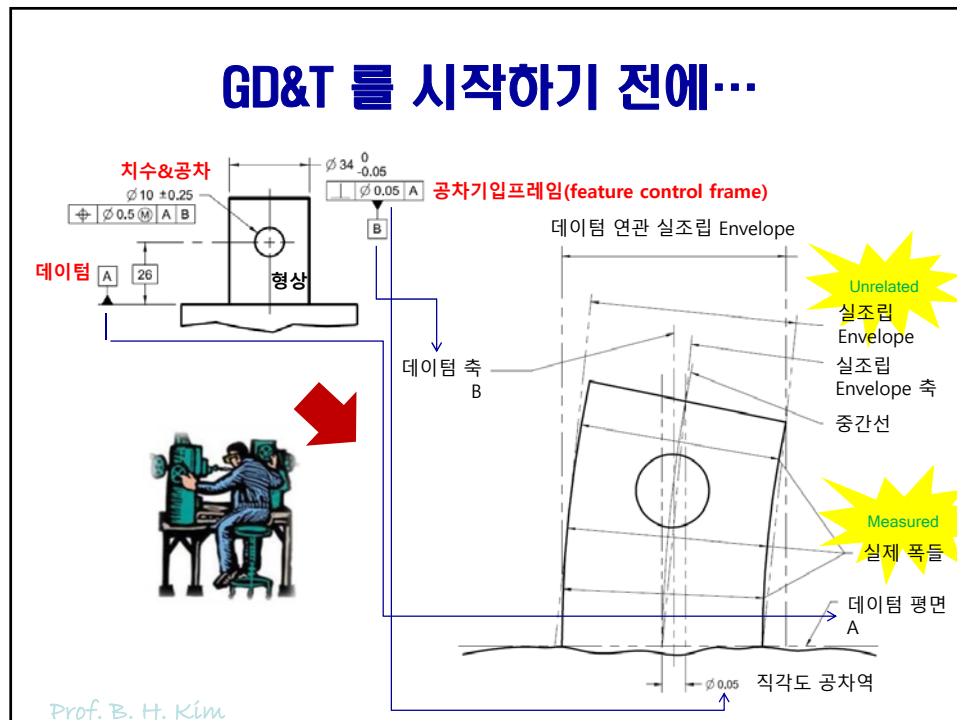 GD&T 를 시작하기 전에…
치수&공차
∅34 0 -0.05
⊥ ∅0.05 A
공차기입프레임(feature control frame)
∅10 ±0.25
⌖ ∅0.5 Ⓜ A B
B
데이텀 연관 실조립 Envelope
데이텀 A
26
형상
Unrelated
실조립
Envelope
실조립
Envelope 축
데이텀 축
B
중간선
Measured
실제 폭들
데이텀 평면
A
∅0.05 직각도 공차역
Prof. B. H. Kim